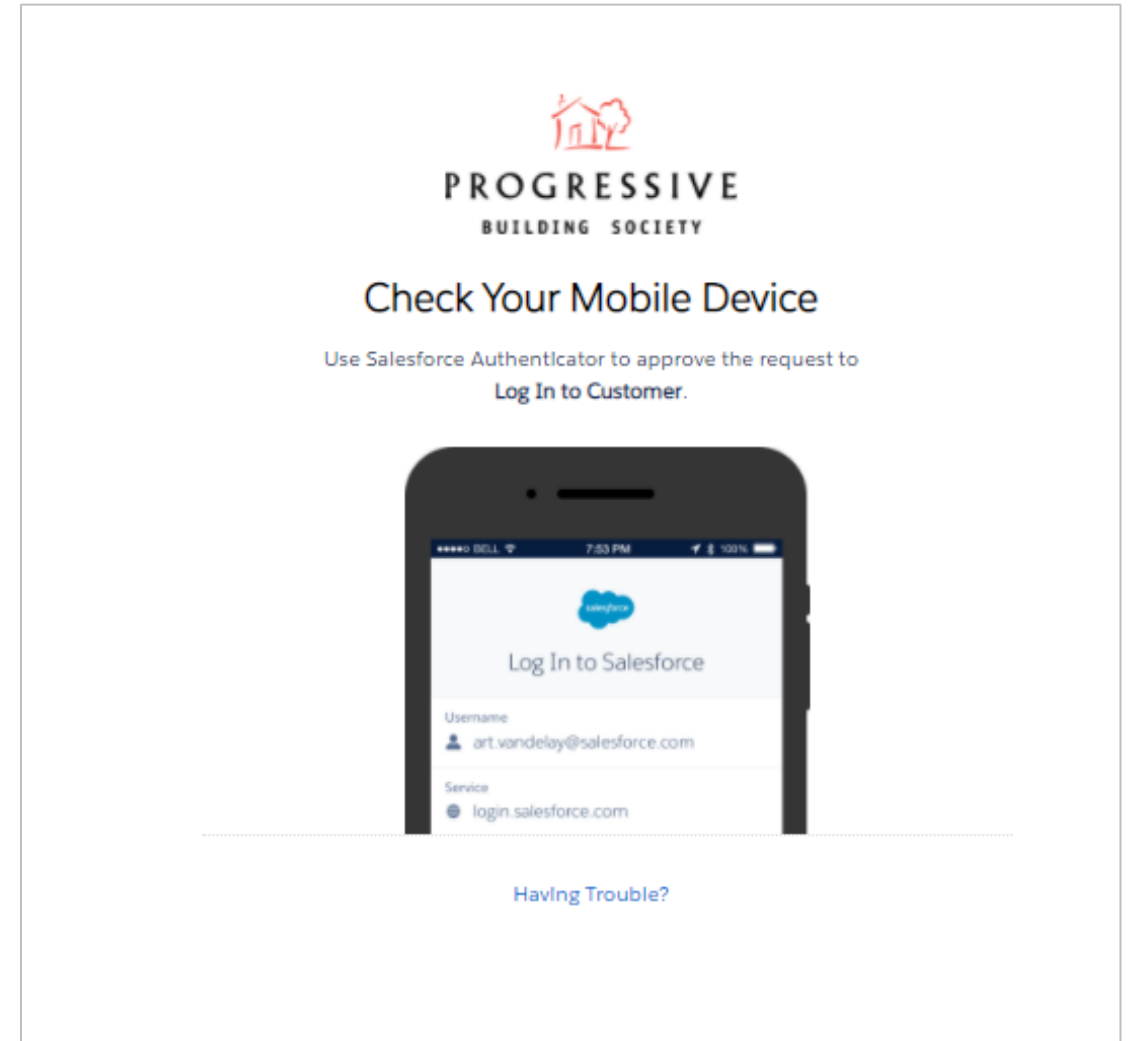 PROGRESSIVE
BUILDING SOCIETY
Check Your Mobile Device
Use Salesforce Authenticator to approve the request to
Log In to Customer.
BELL 7:53 PM 100%
salesforce
Log In to Salesforce
Username
art.vandelay@salesforce.com
Service
login.salesforce.com
Having Trouble?